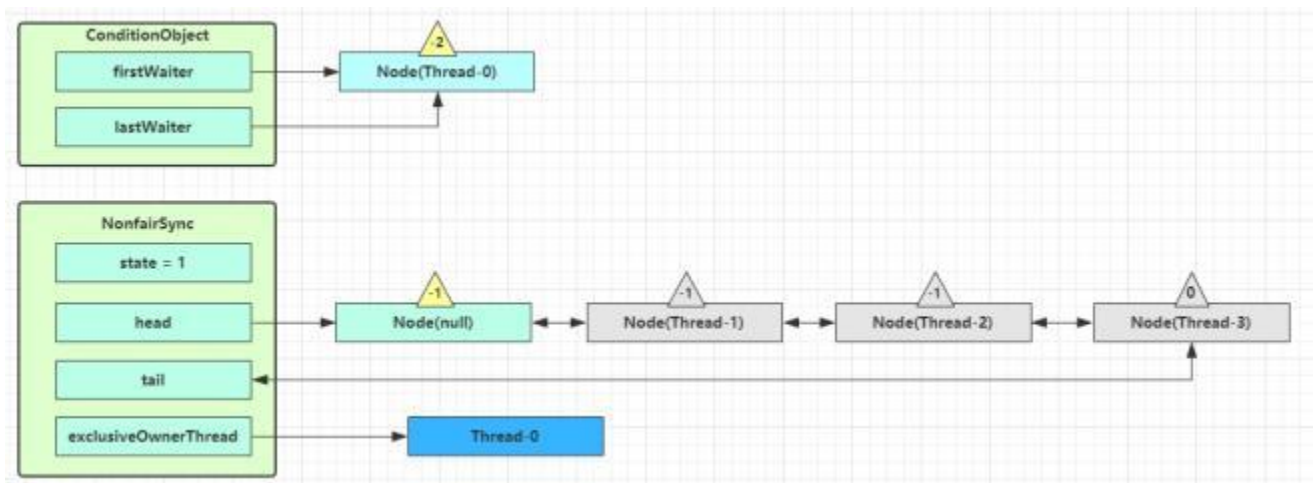 ConditionObject
-2
firstWaiter
Node(Thread-0)
lastWaiter
NonfairSync
state = 1
-1
-1
-1
0
head
Node(null)
Node(Thread-1)
Node(Thread-2)
Node(Thread-3)
tail
exclusiveOwnerThread
Thread-0